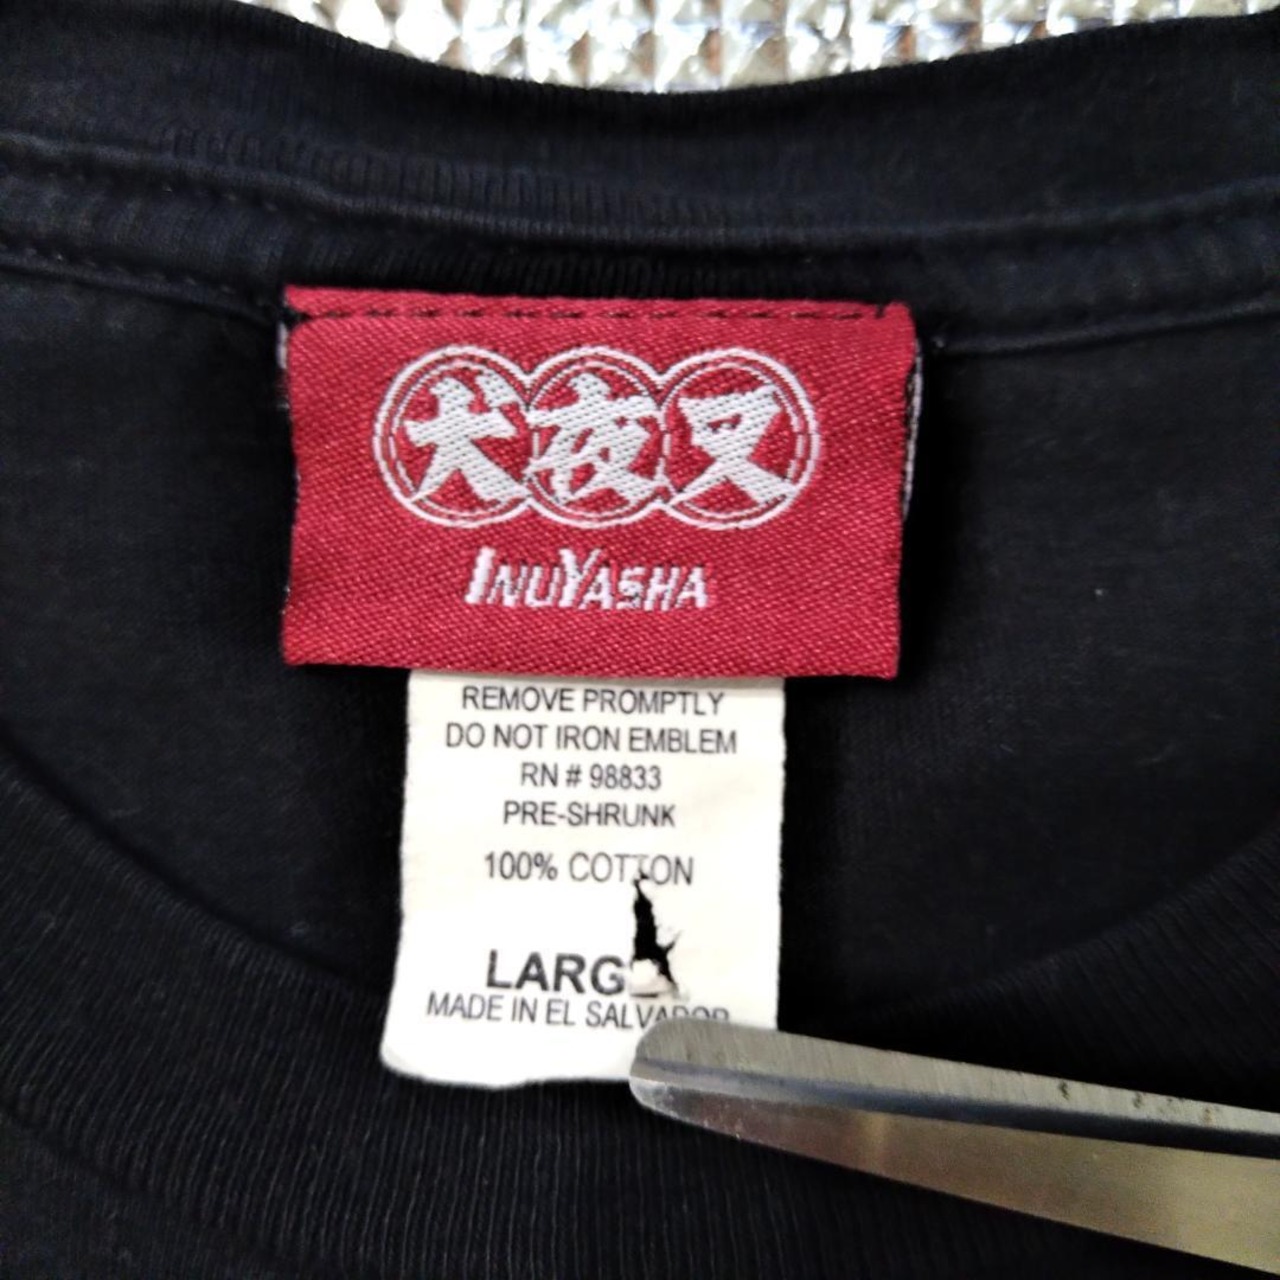 犬夜叉
INUYASHA
REMOVE PROMPTLY
DO NOT IRON EMBLEM
RN # 98833
PRE-SHRUNK
100% COTTON
LARGE
MADE IN EL SALVADOR